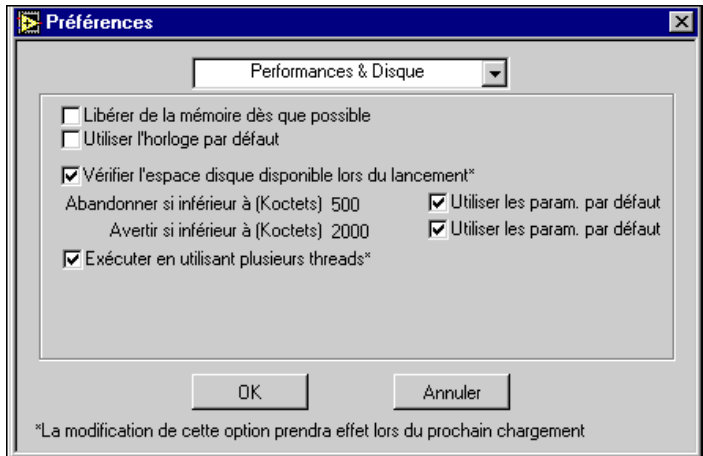 Préférences
Performances & Disque
Libérer de la mémoire dès que possible
Utiliser l'horloge par défaut
Vérifier l'espace disque disponible lors du lancement*
Abandonner si inférieur à (Koctets) 500 Utiliser les param. par défaut
Avertir si inférieur à (Koctets) 2000 Utiliser les param. par défaut
Exécuter en utilisant plusieurs threads*
OK Annuler
*La modification de cette option prendra effet lors du prochain chargement